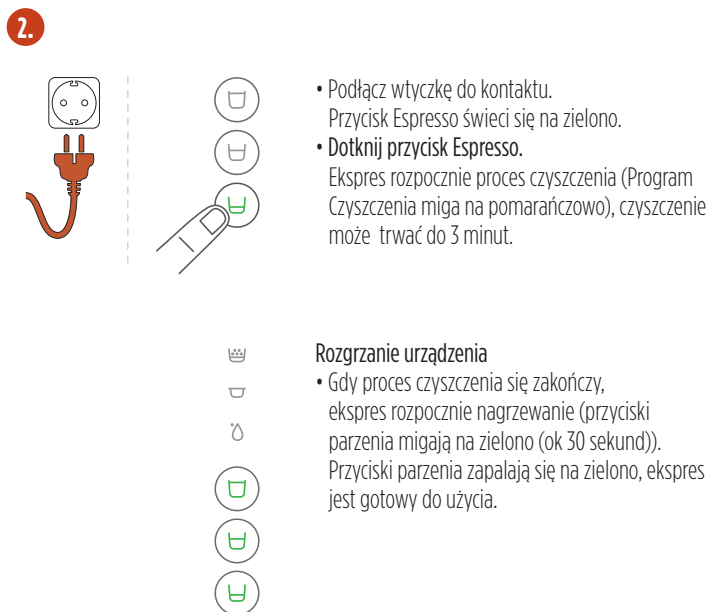 2.
• Podłącz wtyczkę do kontaktu.
Przycisk Espresso świeci się na zielono.
• Dotknij przycisk Espresso.
Ekspres rozpocznie proces czyszczenia (Program
Czyszczenia miga na pomarańczowo), czyszczenie
może trwać do 3 minut.
Rozgrzanie urządzenia
• Gdy proces czyszczenia się zakończy,
ekspres rozpocznie nagrzewanie (przyciski
parzenia migają na zielono (ok 30 sekund)).
Przyciski parzenia zapalają się na zielono, ekspres
jest gotowy do użycia.